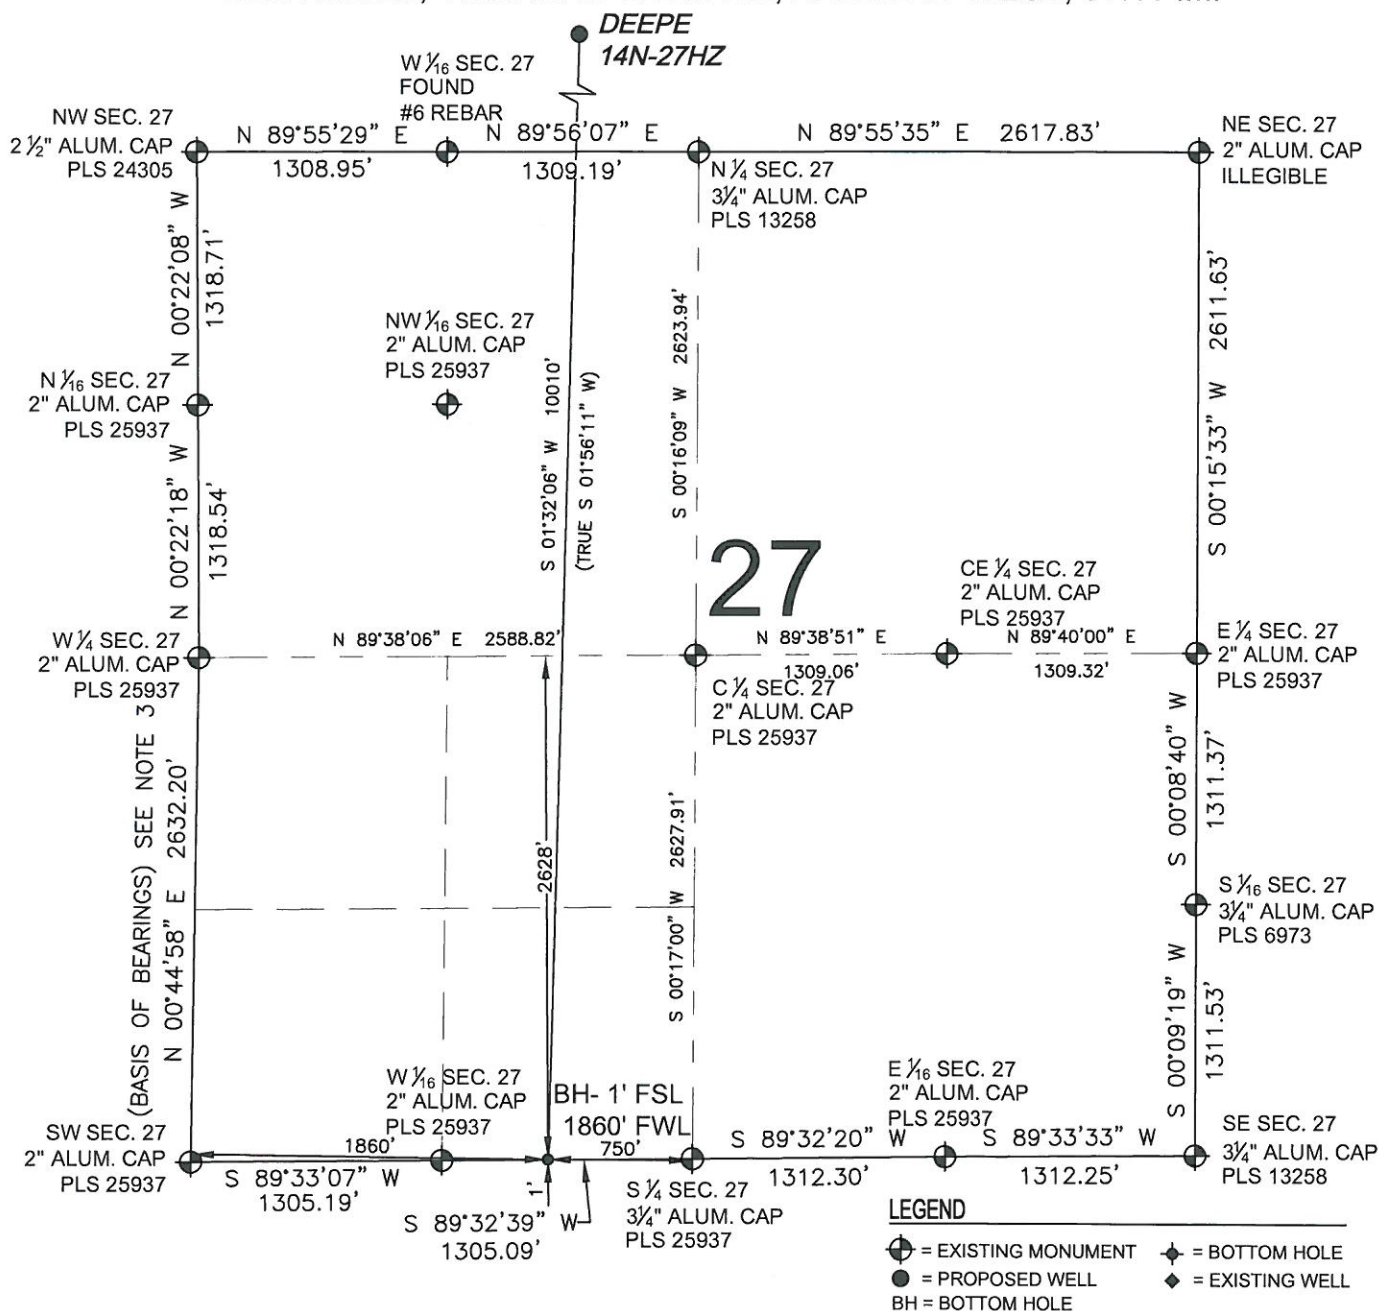 DEEPE
14N-27HZ
W 1/16 SEC. 27
FOUND
#6 REBAR
NW SEC. 27
2 1/2" ALUM. CAP
PLS 24305
N 89°55'29" E
1308.95'
N 89°56'07" E
1309.19'
N 89°55'35" E 2617.83'
NE SEC. 27
2" ALUM. CAP
ILLEGIBLE
N 1/4 SEC. 27
3 1/4" ALUM. CAP
PLS 13258
N 00°22'08" W
1318.71'
NW 1/16 SEC. 27
2" ALUM. CAP
PLS 25937
N 1/16 SEC. 27
2" ALUM. CAP
PLS 25937
S 01°32'06" W 10010'
(TRUE S 01°56'11" W)
S 00°16'09" W 2623.94'
S 00°15'33" W 2611.63'
N 00°22'18" W
1318.54'
27
CE 1/4 SEC. 27
2" ALUM. CAP
PLS 25937
W 1/4 SEC. 27
2" ALUM. CAP
PLS 25937
N 89°38'06" E 2588.82'
N 89°38'51" E
1309.06'
N 89°40'00" E
1309.32'
E 1/4 SEC. 27
2" ALUM. CAP
PLS 25937
C 1/4 SEC. 27
2" ALUM. CAP
PLS 25937
(BASIS OF BEARINGS) SEE NOTE 3
N 00°44'58" E 2632.20'
2628'
S 00°17'00" W 2627.91'
S 00°08'40" W
1311.37'
S 1/16 SEC. 27
3 1/4" ALUM. CAP
PLS 6973
S 00°09'19" W
1311.53'
W 1/16 SEC. 27
2" ALUM. CAP
PLS 25937
BH- 1' FSL
1860' FWL
E 1/16 SEC. 27
2" ALUM. CAP
PLS 25937
SW SEC. 27
2" ALUM. CAP
PLS 25937
1860'
750'
S 89°33'07" W
1305.19'
1'
S 89°32'39" W
1305.09'
S 1/4 SEC. 27
3 1/4" ALUM. CAP
PLS 25937
S 89°32'20" W
1312.30'
S 89°33'33" W
1312.25'
SE SEC. 27
3 1/4" ALUM. CAP
PLS 13258
LEGEND
= EXISTING MONUMENT
= BOTTOM HOLE
= PROPOSED WELL
= EXISTING WELL
BH = BOTTOM HOLE